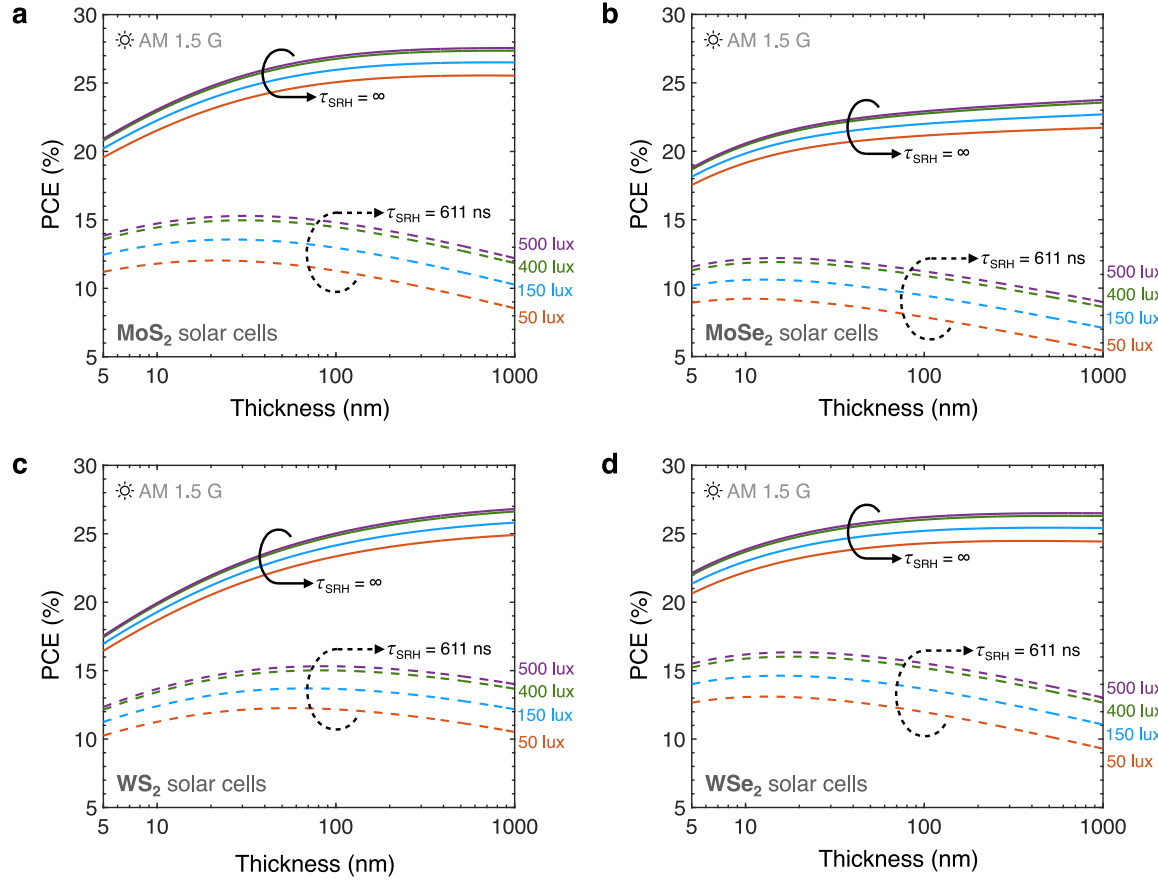 a
AM 1.5 G
30
25
20
15
10
5
PCE (%)
τSRH = ∞
τSRH = 611 ns
500 lux
400 lux
150 lux
50 lux
MoS₂ solar cells
5 10 100 1000
Thickness (nm)
b
AM 1.5 G
30
25
20
15
10
5
PCE (%)
τSRH = ∞
τSRH = 611 ns
500 lux
400 lux
150 lux
50 lux
MoSe₂ solar cells
5 10 100 1000
Thickness (nm)
c
AM 1.5 G
30
25
20
15
10
5
PCE (%)
τSRH = ∞
τSRH = 611 ns
500 lux
400 lux
150 lux
50 lux
WS₂ solar cells
5 10 100 1000
Thickness (nm)
d
AM 1.5 G
30
25
20
15
10
5
PCE (%)
τSRH = ∞
τSRH = 611 ns
500 lux
400 lux
150 lux
50 lux
WSe₂ solar cells
5 10 100 1000
Thickness (nm)